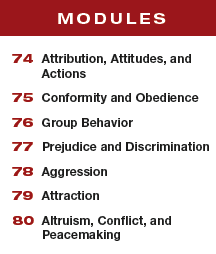 MODULES
74 Attribution, Attitudes, and
Actions
75 Conformity and Obedience
76 Group Behavior
77 Prejudice and Discrimination
78 Aggression
79 Attraction
80 Altruism, Conflict, and
Peacemaking